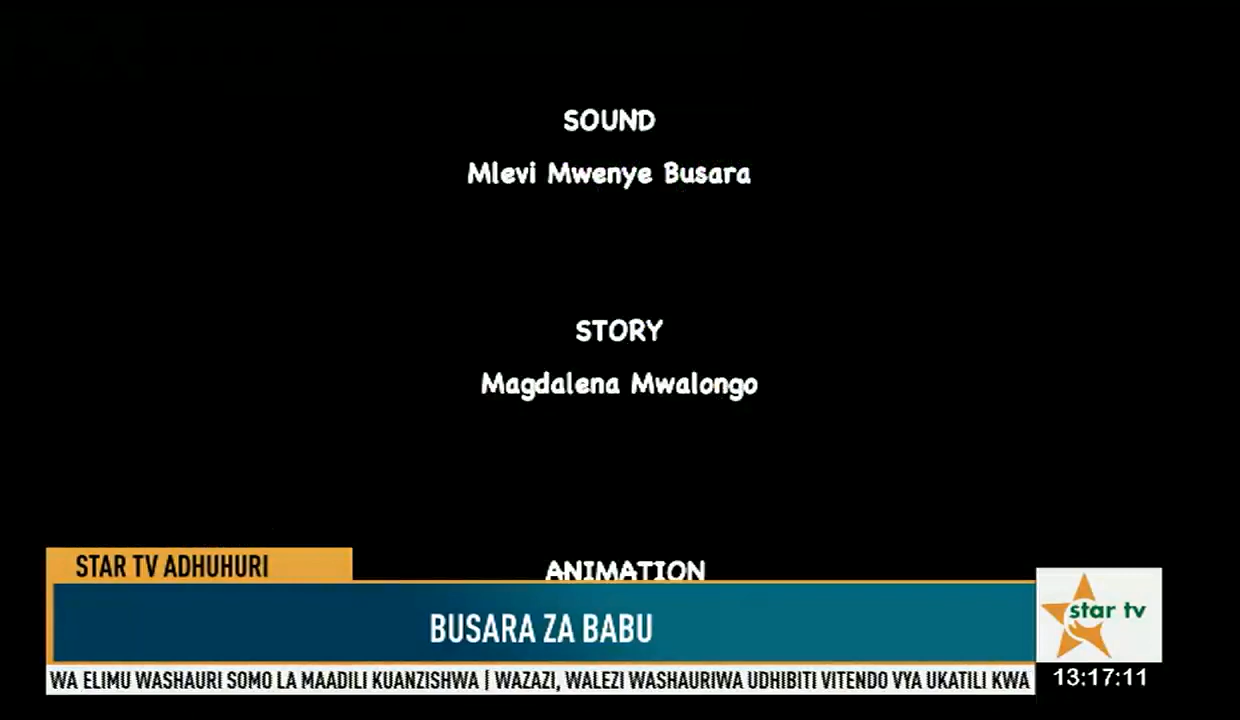 SOUND
Mlevi Mwenye Busara
STORY
Magdalena Mwalongo
ANIMATION
STAR TV ADHUHURI
BUSARA ZA BABU
star tv
WA ELIMU WASHAURI SOMO LA MAADILI KUANZISHWA | WAZAZI, WALEZI WASHAURIWA UDHIBITI VITENDO VYA UKATILI KWA
13:17:11